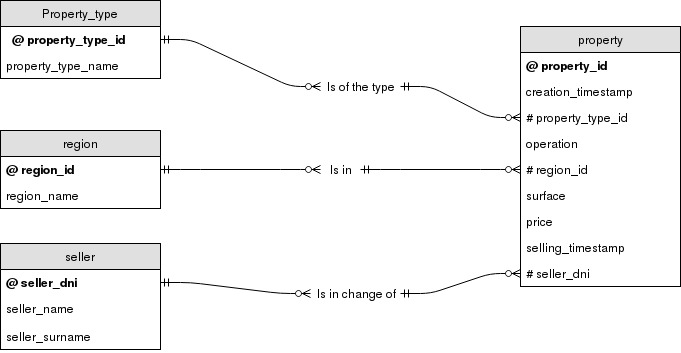 Property_type
@ property_type_id
property_type_name
region
@ region_id
region_name
seller
@ seller_dni
seller_name
seller_surname
Is of the type
Is in
Is in change of
property
@ property_id
creation_timestamp
# property_type_id
operation
# region_id
surface
price
selling_timestamp
# seller_dni